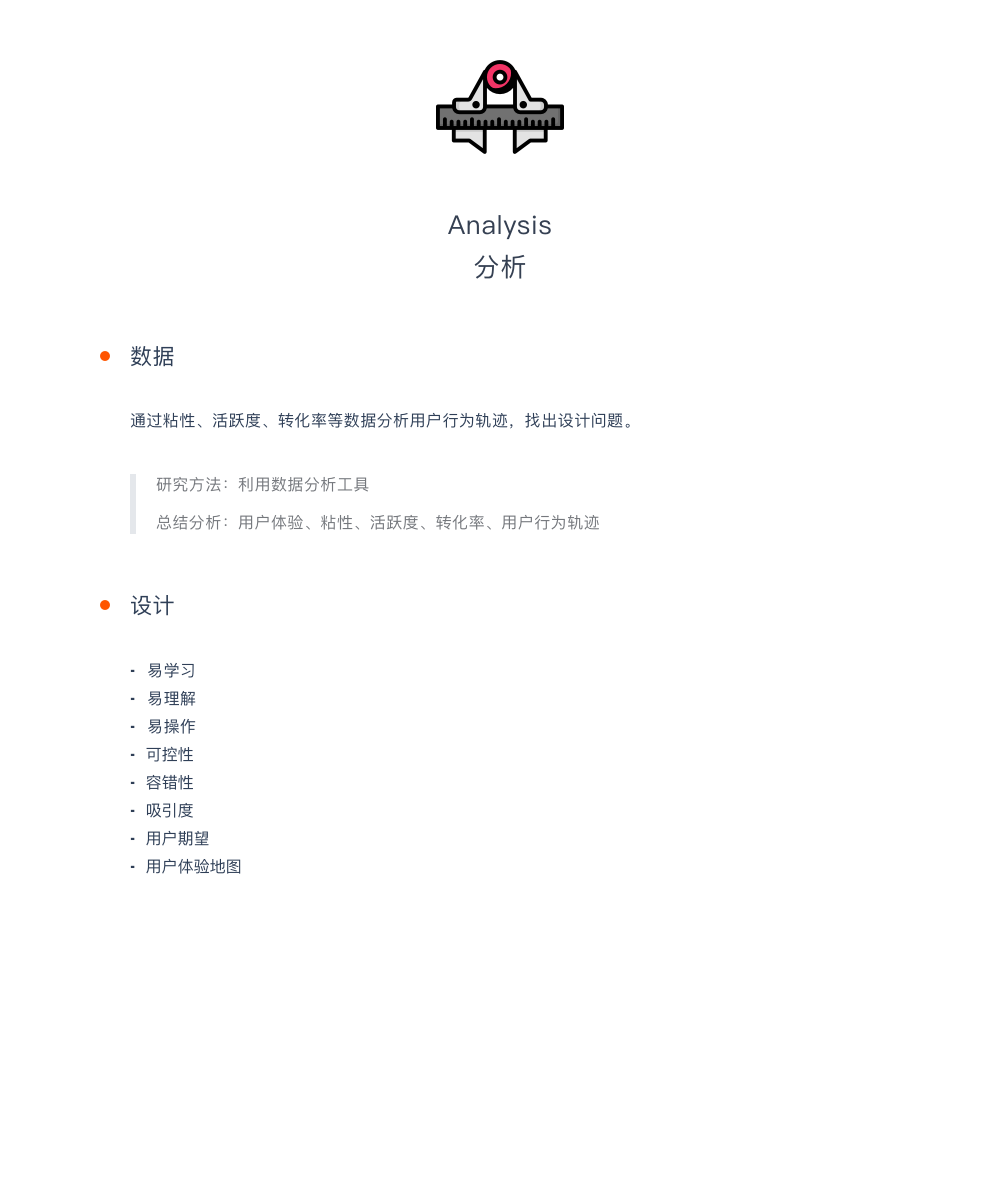 Analysis
分析
数据
通过粘性、活跃度、转化率等数据分析用户行为轨迹，找出设计问题。
研究方法：利用数据分析工具
总结分析：用户体验、粘性、活跃度、转化率、用户行为轨迹
设计
- 易学习
- 易理解
- 易操作
- 可控性
- 容错性
- 吸引度
- 用户期望
- 用户体验地图